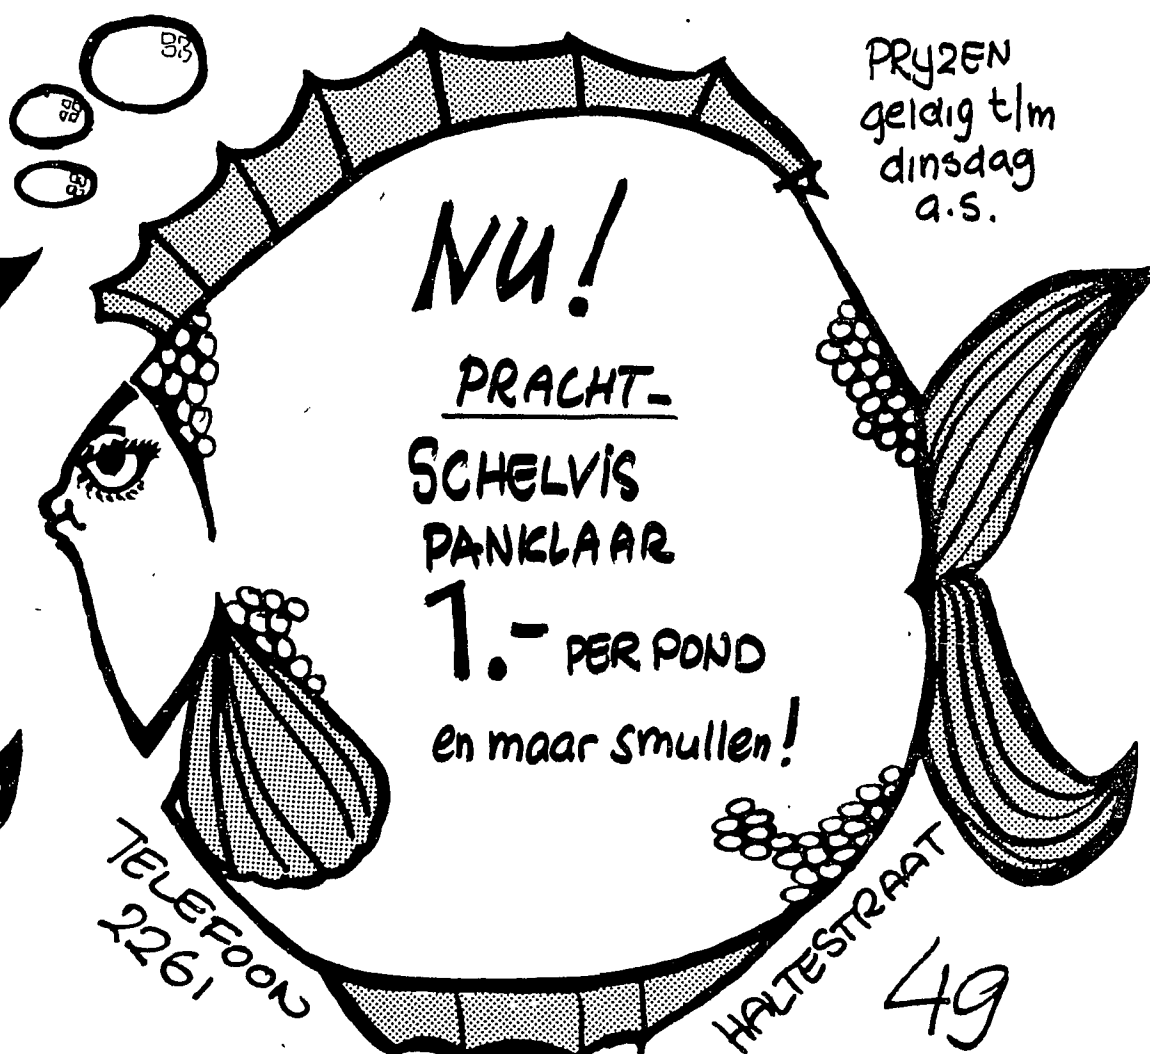 PRYZEN
geldig t/m
dinsdag
a.s.
NU!
PRACHT-
SCHELVIS
PANKLAAR
1.- PER POND
en maar smullen!
TELEFOON
2261
HALTESTRAAT
49